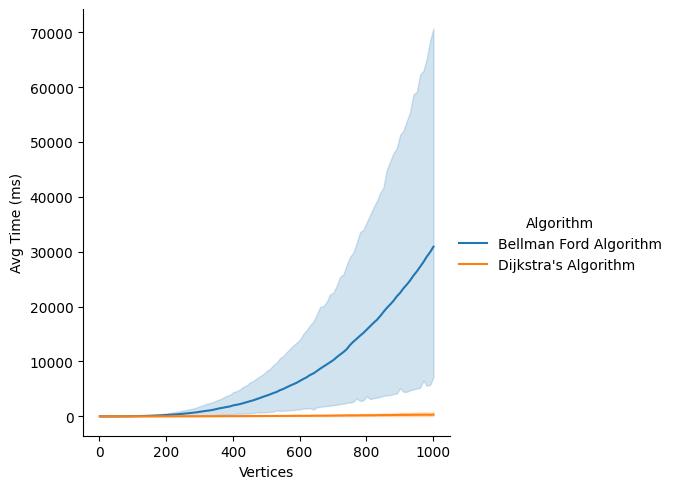 70000
60000
50000
40000
30000
20000
10000
0
Avg Time (ms)
0 200 400 600 800 1000
Vertices
Algorithm
Bellman Ford Algorithm
Dijkstra's Algorithm